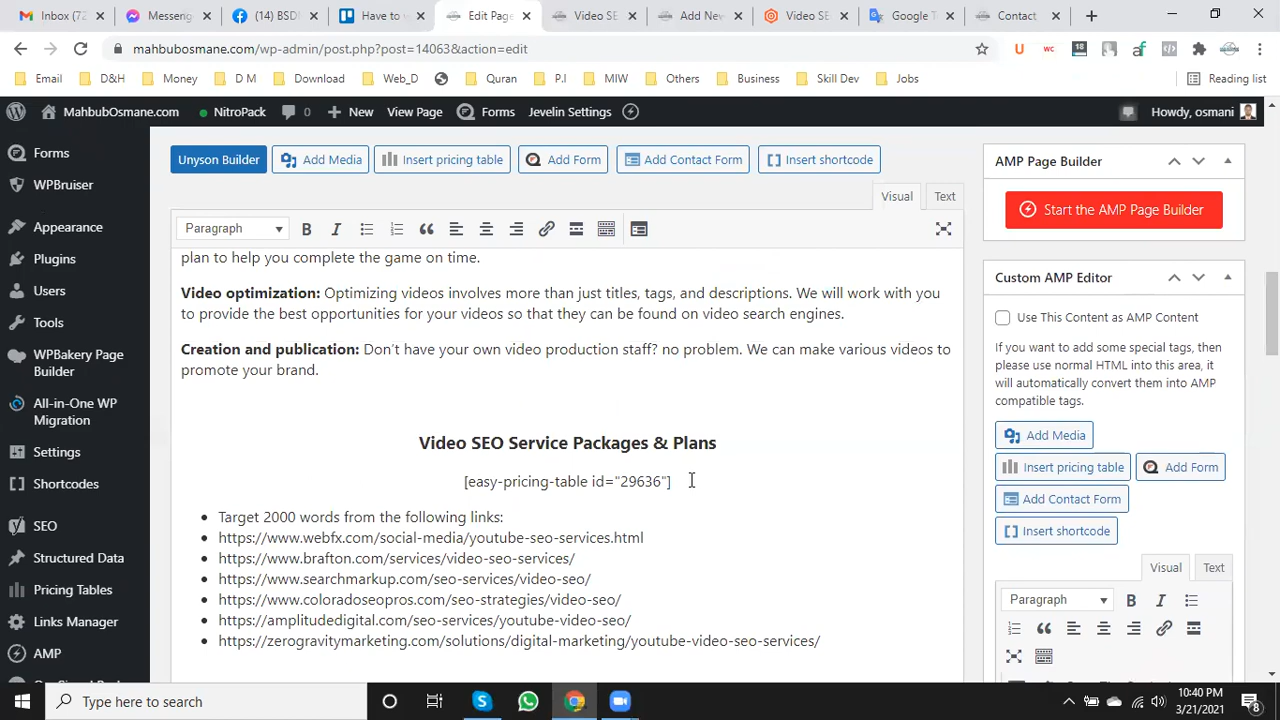 Inbox (72
Messeng
(14) BSD
Have to v
Edit Page
Video SE
Add New
Video SE
Google T
Contact
mahbubosmane.com/wp-admin/post.php?post=14063&action=edit
Email
D&H
Money
D M
Download
Web_D
Quran
P.I
MIW
Others
Business
Skill Dev
Jobs
Reading list
MahbubOsmane.com
NitroPack
0
New
View Page
Forms
Jevelin Settings
Howdy, osmani
Forms
WPBruiser
Appearance
Plugins
Users
Tools
WPBakery Page
Builder
All-in-One WP
Migration
Settings
Shortcodes
SEO
Structured Data
Pricing Tables
Links Manager
AMP
Unyson Builder
Add Media
Insert pricing table
Add Form
Add Contact Form
Insert shortcode
Visual
Text
Paragraph
plan to help you complete the game on time.
Video optimization: Optimizing videos involves more than just titles, tags, and descriptions. We will work with you
to provide the best opportunities for your videos so that they can be found on video search engines.
Creation and publication: Don't have your own video production staff? no problem. We can make various videos to
promote your brand.
Video SEO Service Packages & Plans
[easy-pricing-table id="29636"]
Target 2000 words from the following links:
https://www.webfx.com/social-media/youtube-seo-services.html
https://www.brafton.com/services/video-seo-services/
https://www.searchmarkup.com/seo-services/video-seo/
https://www.coloradoseopros.com/seo-strategies/video-seo/
https://amplitudedigital.com/seo-services/youtube-video-seo/
https://zerogravitymarketing.com/solutions/digital-marketing/youtube-video-seo-services/
AMP Page Builder
Start the AMP Page Builder
Custom AMP Editor
Use This Content as AMP Content
If you want to add some special tags, then
please use normal HTML into this area, it
will automatically convert them into AMP
compatible tags.
Add Media
Insert pricing table
Add Form
Add Contact Form
Insert shortcode
Visual
Text
Paragraph
Type here to search
10:40 PM
3/21/2021
8